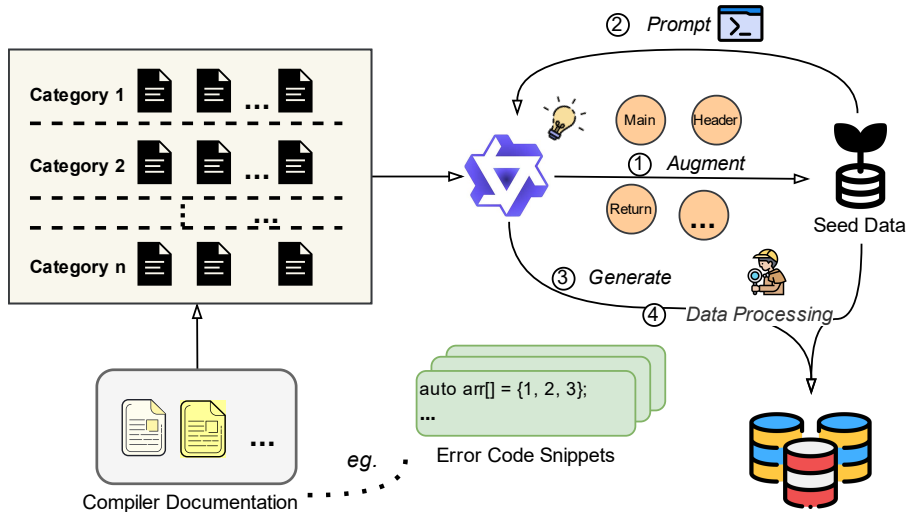 ② Prompt
Category 1
...
Main
Header
Category 2
① Augment
...
Return
...
Seed Data
Category n
③ Generate
④ Data Processing
auto arr[] = {1, 2, 3};
...
...
eg.
Error Code Snippets
Compiler Documentation